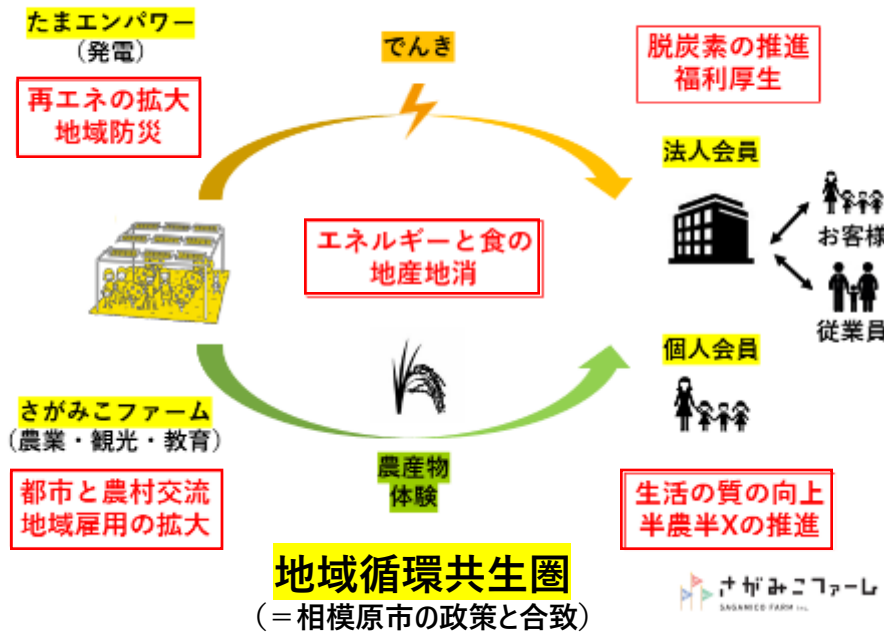 たまエンパワー
（発電）
再エネの拡大
地域防災
でんき
脱炭素の推進
福利厚生
法人会員
お客様
従業員
エネルギーと食の
地産地消
個人会員
さがみこファーム
（農業・観光・教育）
都市と農村交流
地域雇用の拡大
農産物
体験
生活の質の向上
半農半Xの推進
地域循環共生圏
（＝相模原市の政策と合致）
さがみこファーム
SAGAMICO FARM Inc.